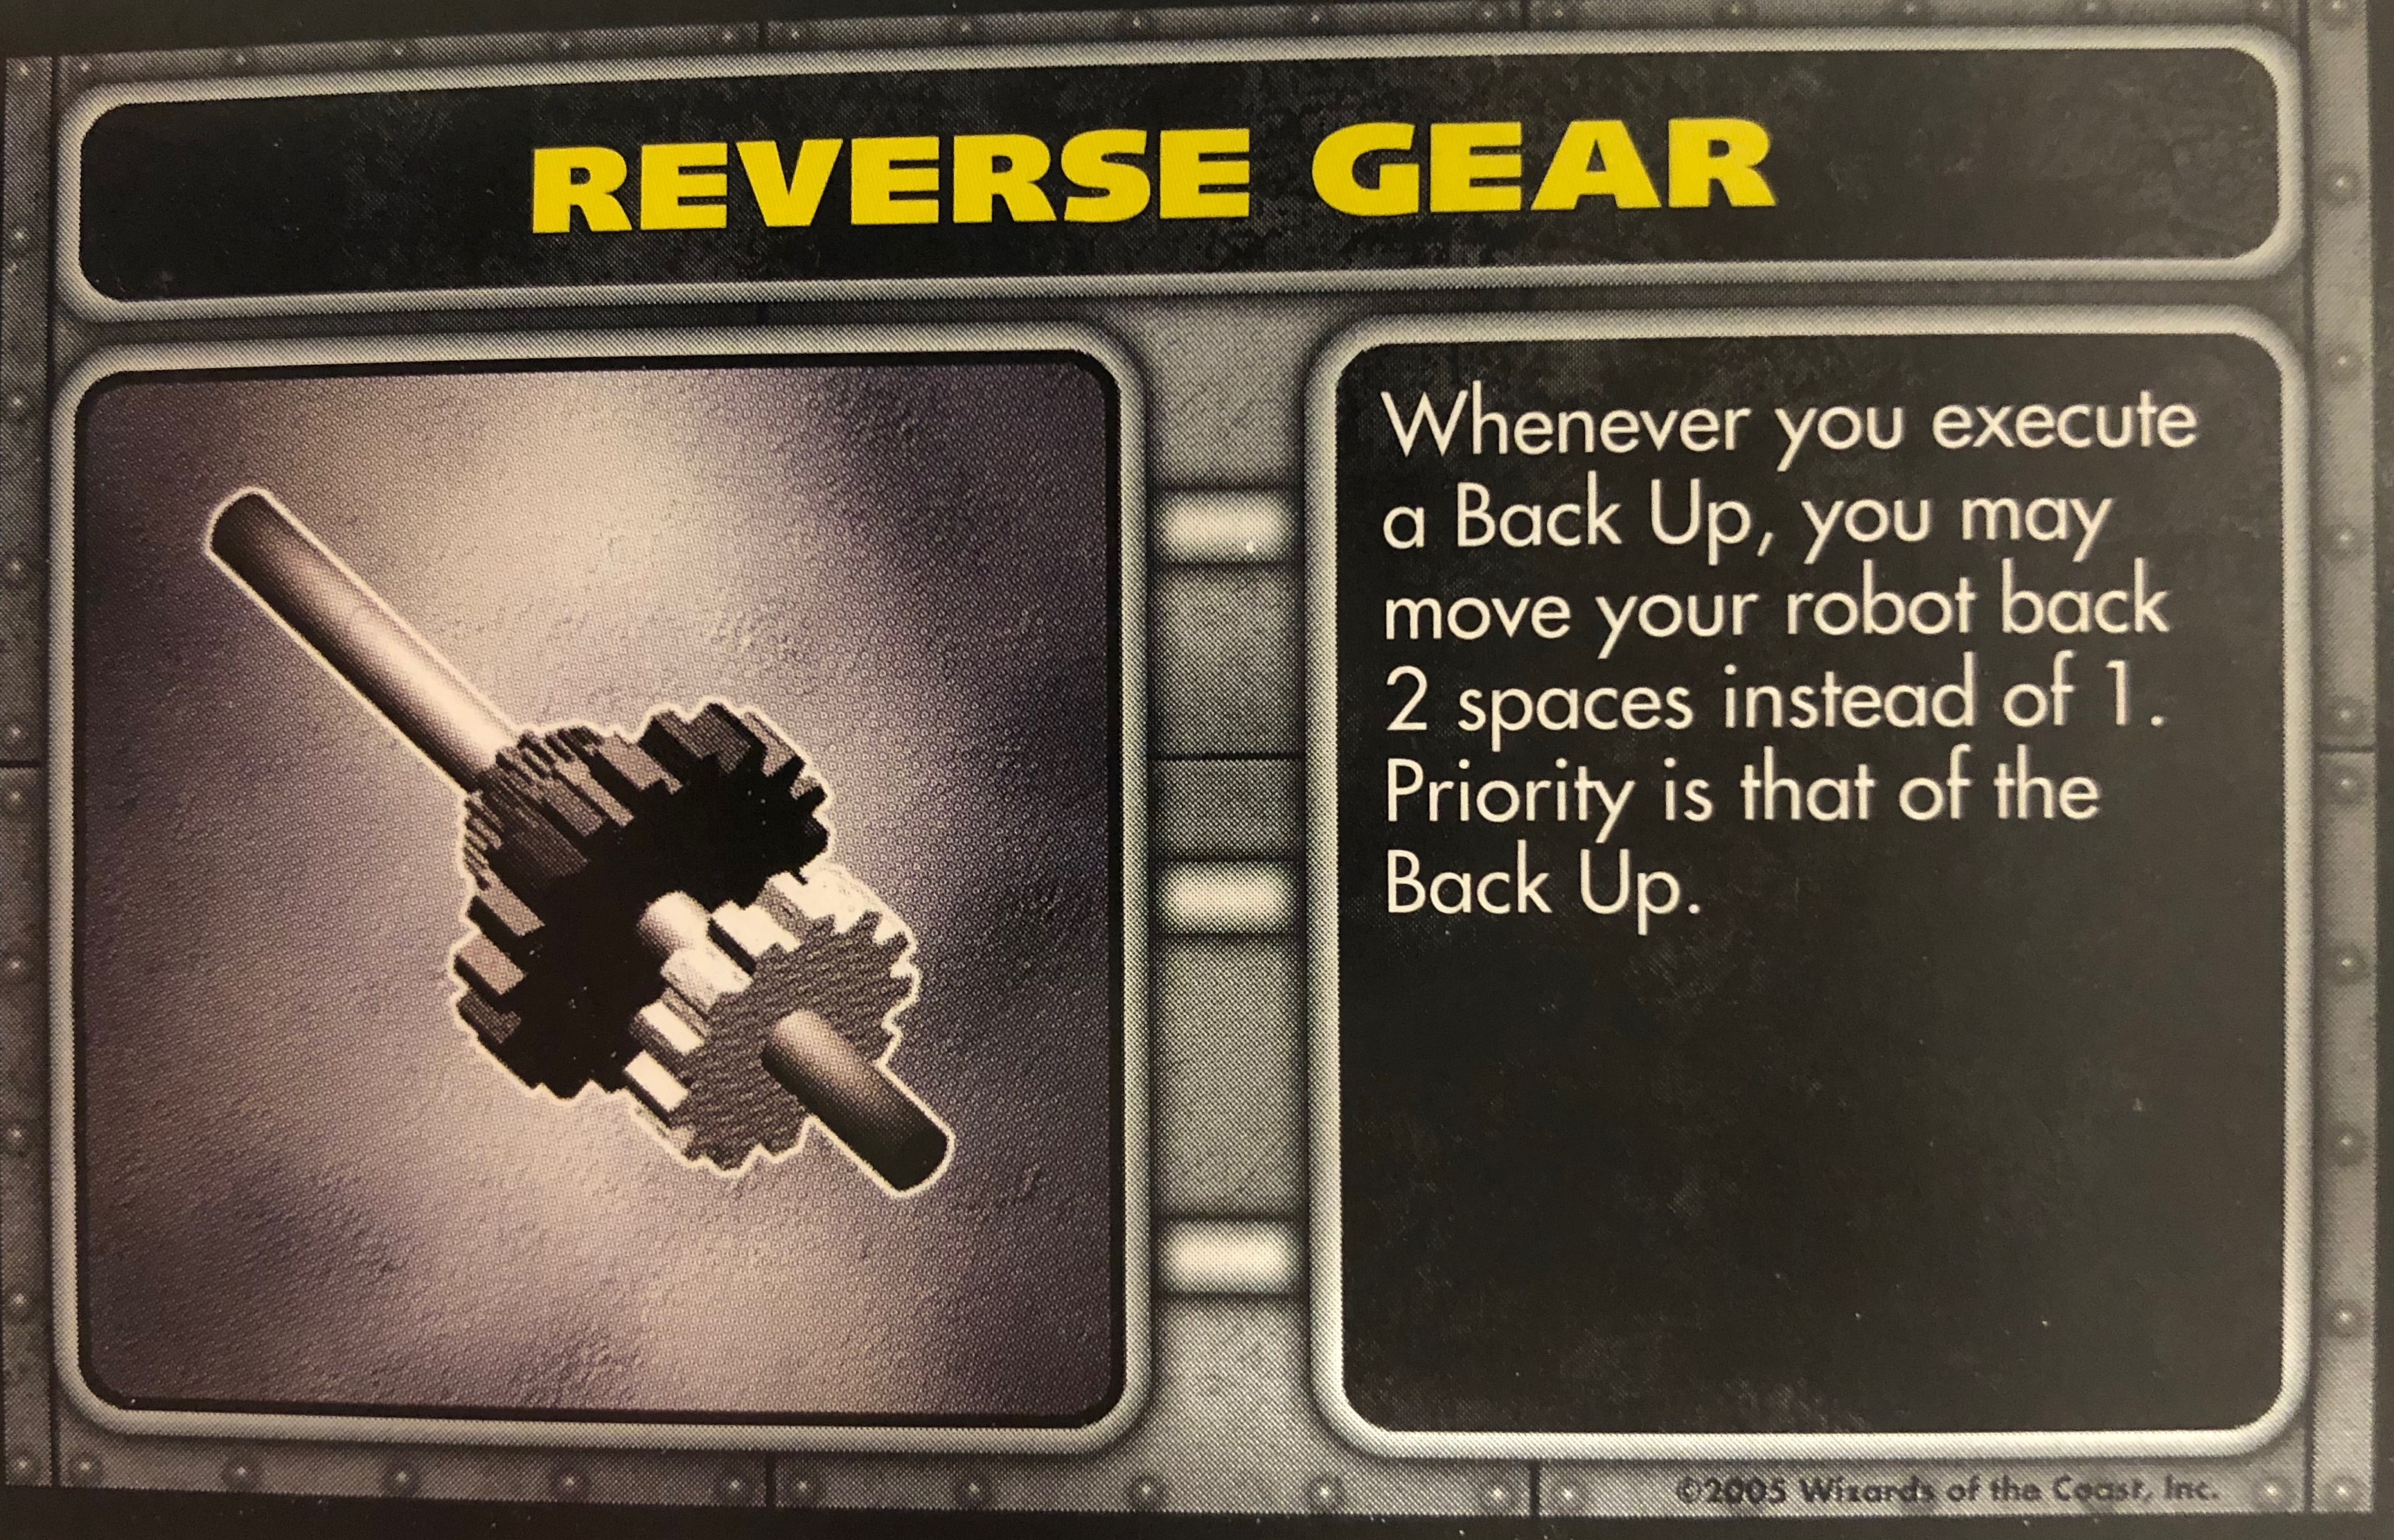 REVERSE GEAR
Whenever you execute
a Back Up, you may
move your robot back
2 spaces instead of 1.
Priority is that of the
Back Up.
©2005 Wizards of the Coast, Inc.